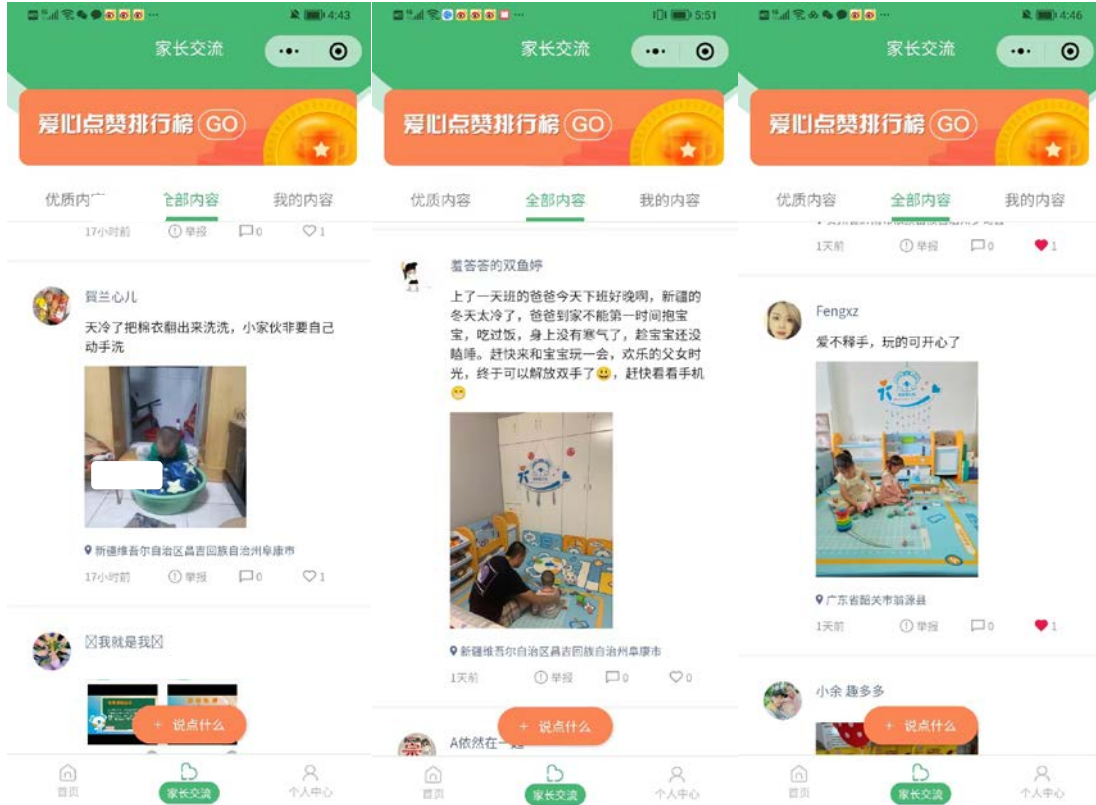 4:43
家长交流
爱心点赞排行榜 GO
优质内
全部内容
我的内容
17小时前 举报 0 1
賀兰心儿
天冷了把棉衣翻出来洗洗，小家伙非要自己
动手洗
新疆维吾尔自治区昌吉回族自治州阜康市
17小时前 举报 0 1
我就是我
+ 说点什么
首页
家长交流
个人中心
5:51
家长交流
爱心点赞排行榜 GO
优质内容
全部内容
我的内容
羞答答的双鱼婷
上了一天班的爸爸今天下班好晚啊，新疆的
冬天太冷了，爸爸到家不能第一时间抱宝
宝，吃过饭，身上没有寒气了，趁宝宝还没
瞌睡。赶快来和宝宝玩一会，欢乐的父女时
光，终于可以解放双手了😃，赶快看看手机
😁
新疆维吾尔自治区昌吉回族自治州阜康市
1天前 举报 0 0
A依然在一起
+ 说点什么
首页
家长交流
个人中心
4:46
家长交流
爱心点赞排行榜 GO
优质内容
全部内容
我的内容
1天前 举报 0 1
Fengxz
爱不释手，玩的可开心了
广东省韶关市翁源县
1天前 举报 0 1
小余 趣多多
+ 说点什么
首页
家长交流
个人中心